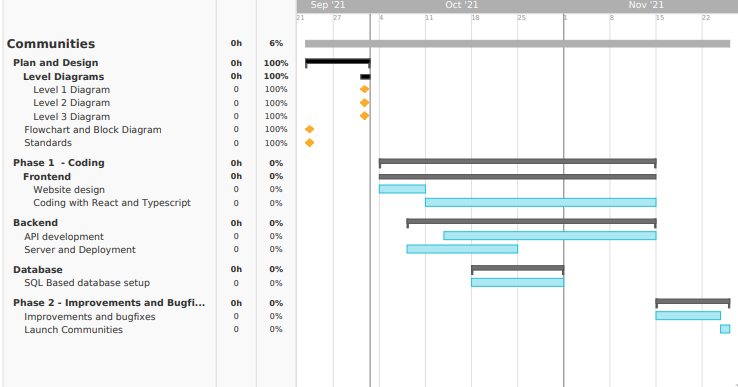 Sep '21 Oct '21 Nov '21
21 27 4 11 18 25 1 8 15 22
Communities 0h 6%
Plan and Design 0h 100%
Level Diagrams 0h 100%
Level 1 Diagram 0 100%
Level 2 Diagram 0 100%
Level 3 Diagram 0 100%
Flowchart and Block Diagram 0 100%
Standards 0 100%
Phase 1 - Coding 0h 0%
Frontend 0h 0%
Website design 0 0%
Coding with React and Typescript 0 0%
Backend 0h 0%
API development 0 0%
Server and Deployment 0 0%
Database 0h 0%
SQL Based database setup 0 0%
Phase 2 - Improvements and Bugfi... 0h 0%
Improvements and bugfixes 0 0%
Launch Communities 0 0%